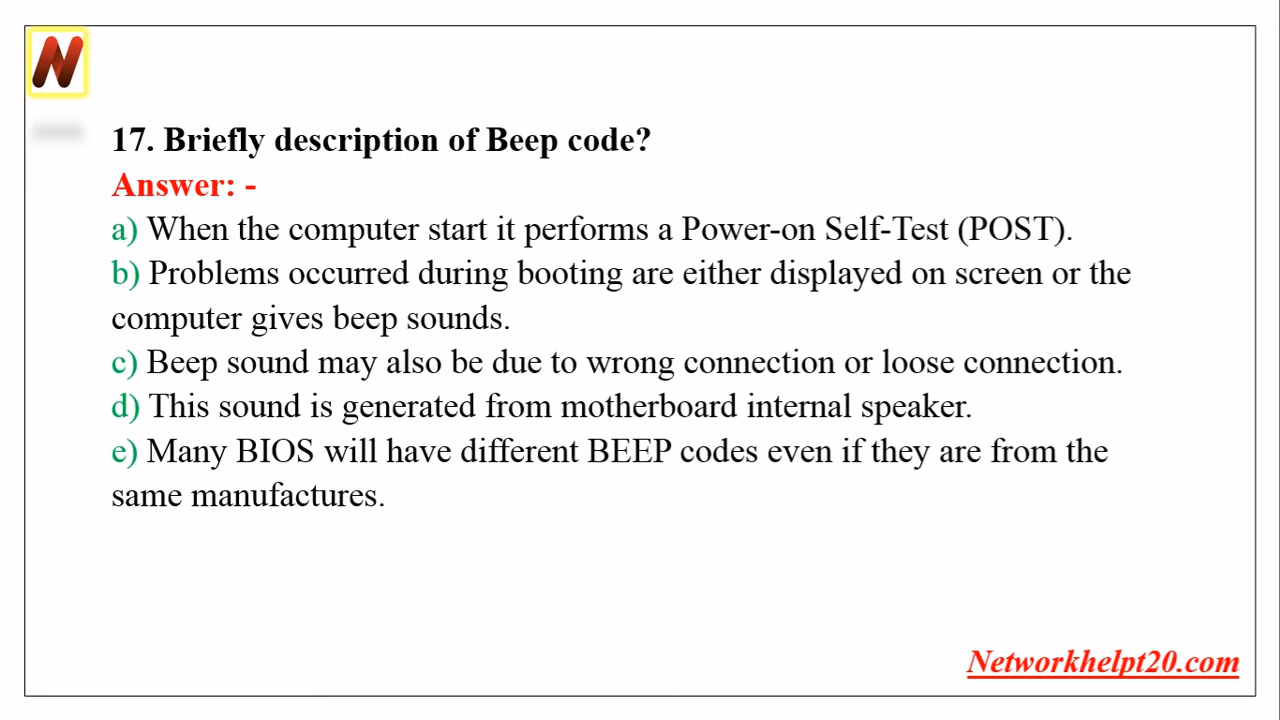 N
17. Briefly description of Beep code?
Answer: -
a) When the computer start it performs a Power-on Self-Test (POST).
b) Problems occurred during booting are either displayed on screen or the
computer gives beep sounds.
c) Beep sound may also be due to wrong connection or loose connection.
d) This sound is generated from motherboard internal speaker.
e) Many BIOS will have different BEEP codes even if they are from the
same manufactures.
Networkhelpt20.com